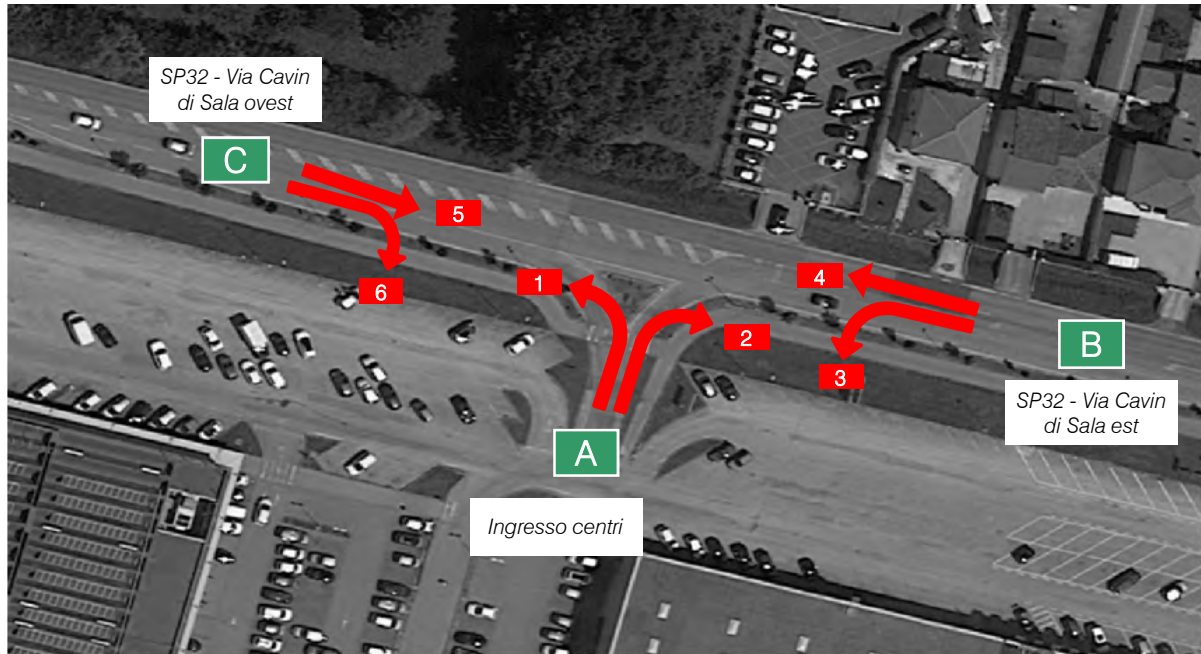 SP32 - Via Cavin
di Sala ovest
C
5
6
1
4
2
3
B
SP32 - Via Cavin
di Sala est
A
Ingresso centri